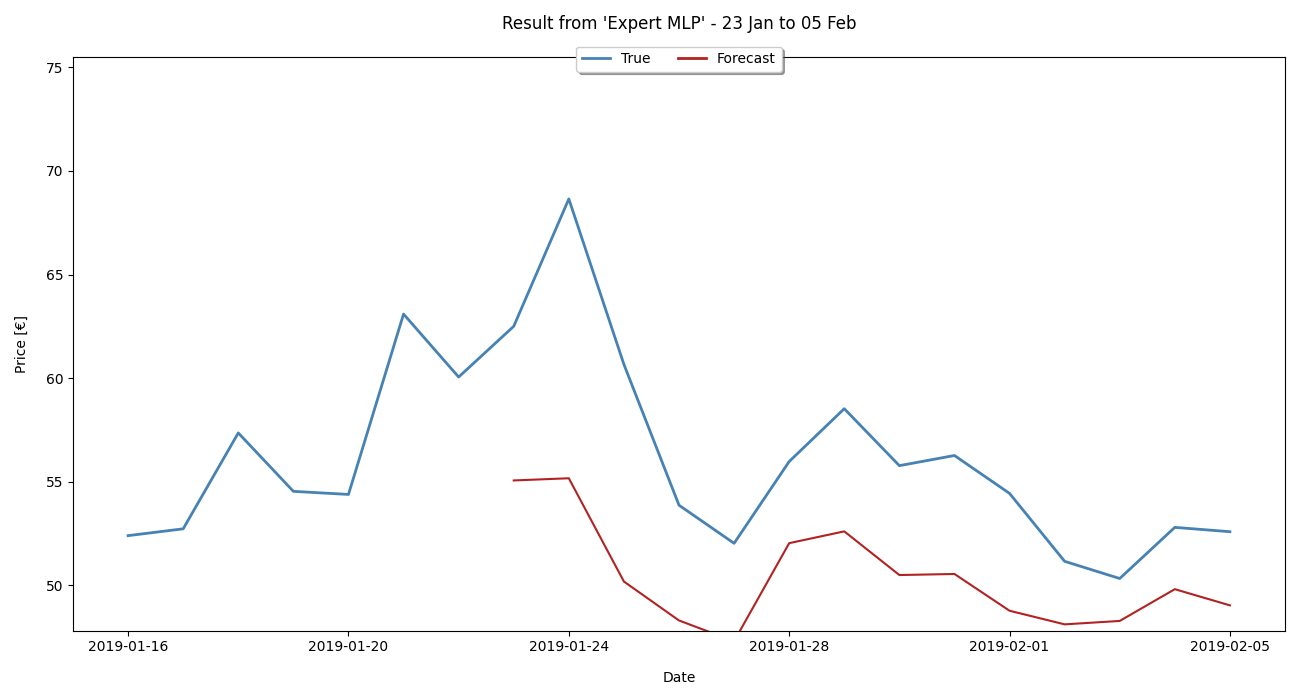 Result from 'Expert MLP' - 23 Jan to 05 Feb
True Forecast
75
70
65
60
55
50
Price [€]
2019-01-16 2019-01-20 2019-01-24 2019-01-28 2019-02-01 2019-02-05
Date